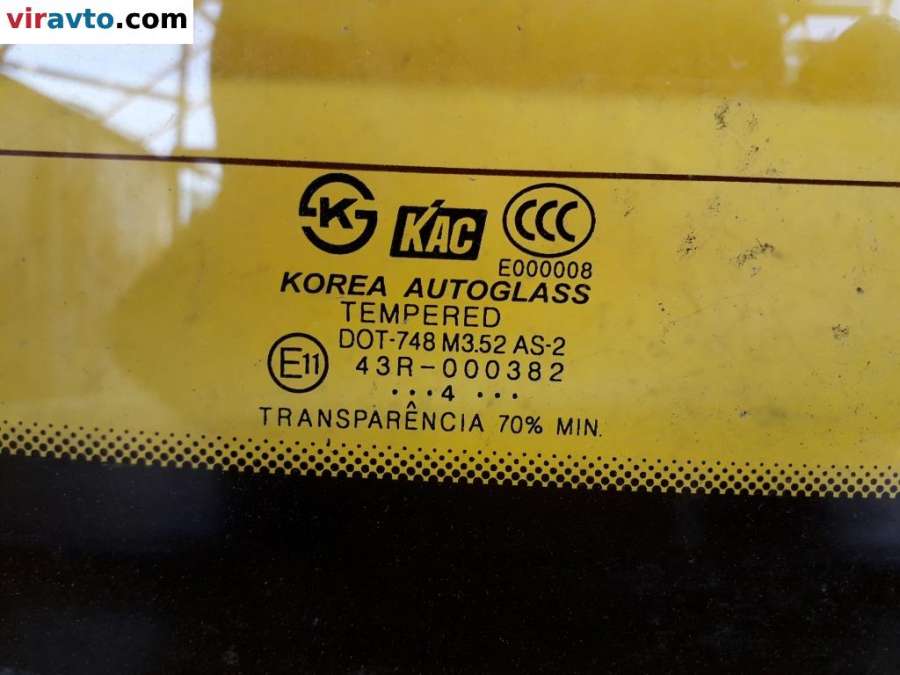 viravto.com
K KAC CCC
E000008
KOREA AUTOGLASS
TEMPERED
DOT-748 M3.52 AS-2
E11 43R-000382
...4 ...
TRANSPARÊNCIA 70% MIN.